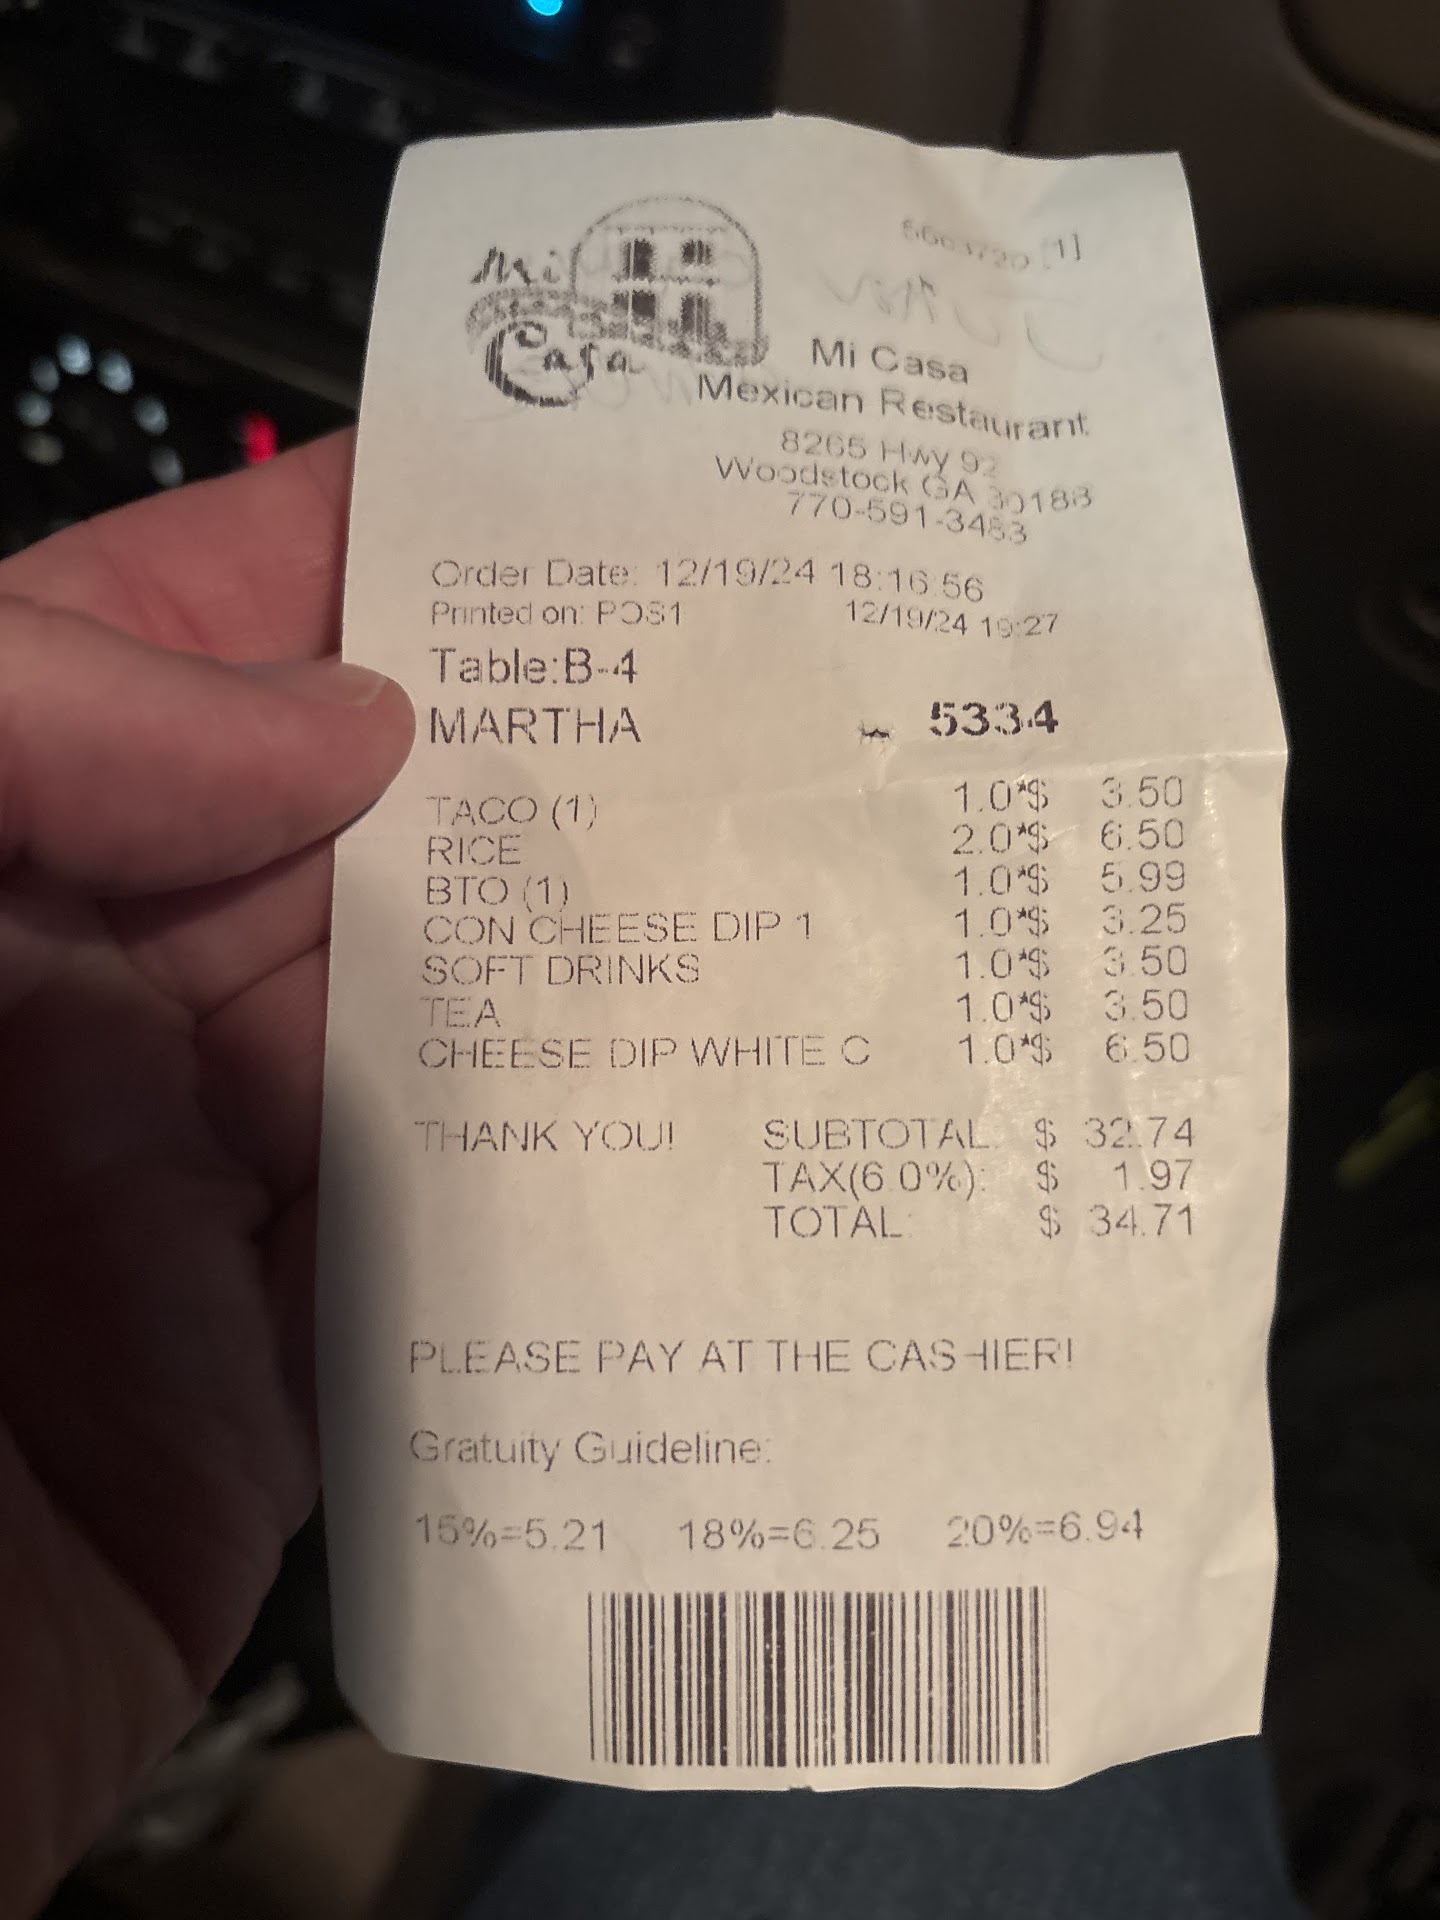 Mi
Casa
[1]
Mi Casa
Mexican Restaurant
8265 Hwy 92
Woodstock GA 30188
770-591-3483
Order Date: 12/19/24 18:16:56
Printed on: POS1 12/19/24 19:27
Table:B-4
MARTHA 5334
TACO (1) 1.0*$ 3.50
RICE 2.0*$ 6.50
BTO (1) 1.0*$ 5.99
CON CHEESE DIP 1 1.0*$ 3.25
SOFT DRINKS 1.0*$ 3.50
TEA 1.0*$ 3.50
CHEESE DIP WHITE C 1.0*$ 6.50
THANK YOU! SUBTOTAL: $ 32.74
TAX(6.0%): $ 1.97
TOTAL: $ 34.71
PLEASE PAY AT THE CASHIER!
Gratuity Guideline:
15%=5.21 18%=6.25 20%=6.94